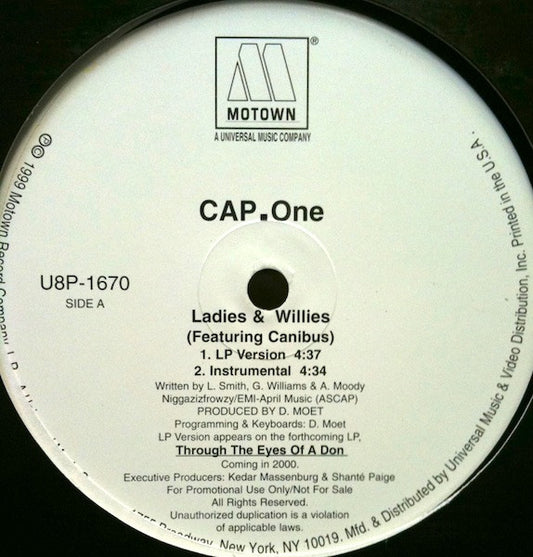 ®
MOTOWN
A UNIVERSAL MUSIC COMPANY
CAP.One
U8P-1670
SIDE A
Ladies & Willies
(Featuring Canibus)
1. LP Version 4:37
2. Instrumental 4:34
Written by L. Smith, G. Williams & A. Moody
Niggazizfrowzy/EMI-April Music (ASCAP)
PRODUCED BY D. MOET
Programming & Keyboards: D. Moet
LP Version appears on the forthcoming LP,
Through The Eyes Of A Don
Coming in 2000.
Executive Producers: Kedar Massenburg & Shanté Paige
For Promotional Use Only/Not For Sale
All Rights Reserved.
Unauthorized duplication is a violation
of applicable laws.
℗© 1999 Motown Record Company, L.P.
Broadway, New York, NY 10019. Mfd. & Distributed by Universal Music & Video Distribution, Inc. Printed in the U.S.A.